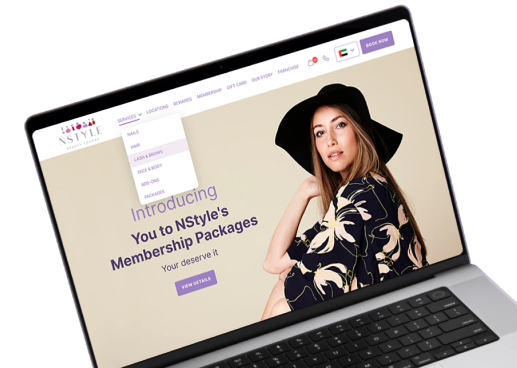 NSTYLE
BEAUTY LOUNGE
SERVICES
LOCATIONS
REWARDS
MEMBERSHIP
GIFT CARD
OUR STORY
FRANCHISE
BOOK NOW
NAILS
HAIR
LASH & BROWS
FACE & BODY
ADD-ONS
PACKAGES
Introducing
You to NStyle's
Membership Packages
Your deserve it
VIEW DETAILS